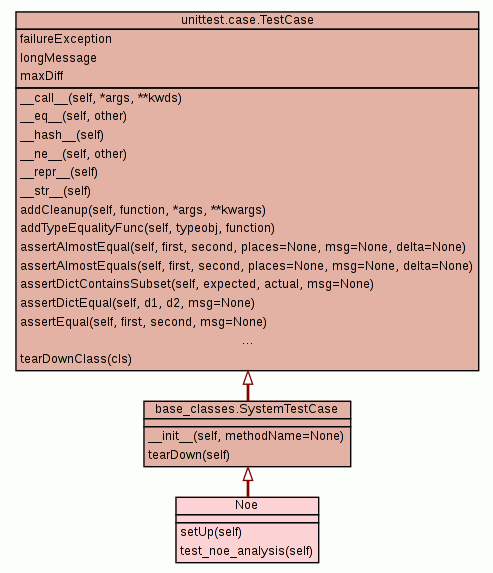 unittest.case.TestCase
failureException
longMessage
maxDiff
__call__(self, *args, **kwds)
__eq__(self, other)
__hash__(self)
__ne__(self, other)
__repr__(self)
__str__(self)
addCleanup(self, function, *args, **kwargs)
addTypeEqualityFunc(self, typeobj, function)
assertAlmostEqual(self, first, second, places=None, msg=None, delta=None)
assertAlmostEquals(self, first, second, places=None, msg=None, delta=None)
assertDictContainsSubset(self, expected, actual, msg=None)
assertDictEqual(self, d1, d2, msg=None)
assertEqual(self, first, second, msg=None)
...
tearDownClass(cls)
base_classes.SystemTestCase
__init__(self, methodName=None)
tearDown(self)
Noe
setUp(self)
test_noe_analysis(self)